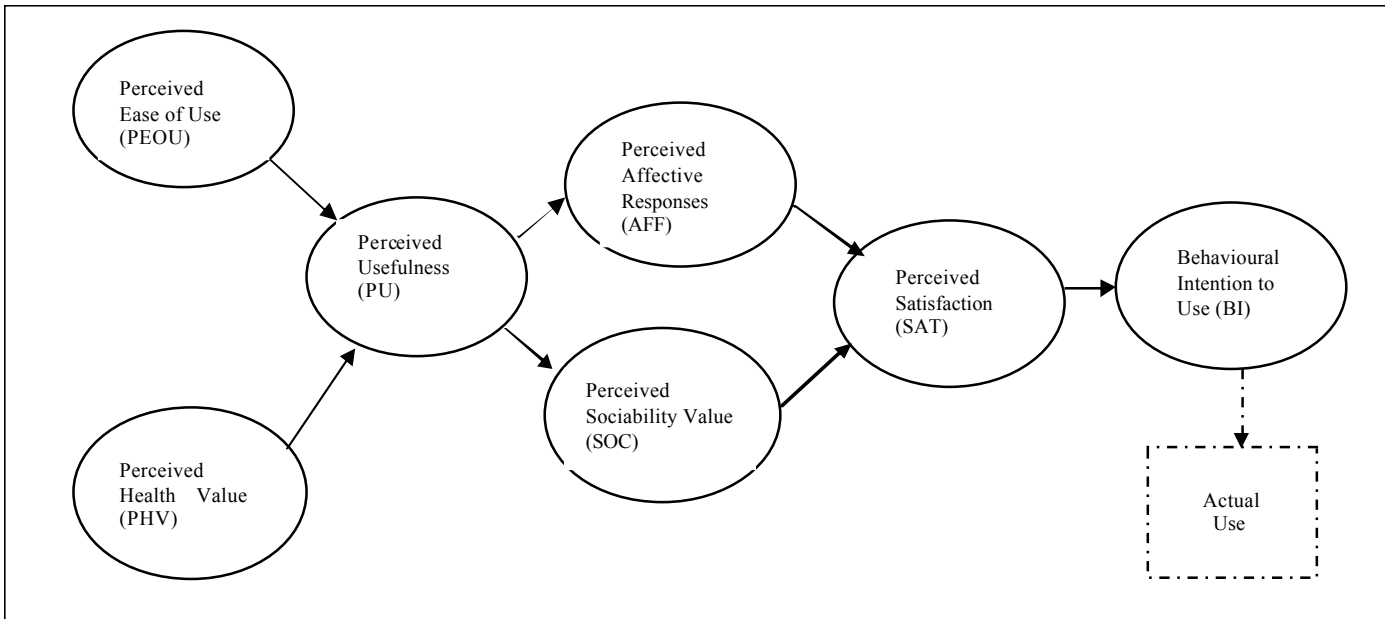 Perceived
Ease of Use
(PEOU)
Perceived
Usefulness
(PU)
Perceived
Health Value
(PHV)
Perceived
Affective
Responses
(AFF)
Perceived
Sociability Value
(SOC)
Perceived
Satisfaction
(SAT)
Behavioural
Intention to
Use (BI)
Actual
Use